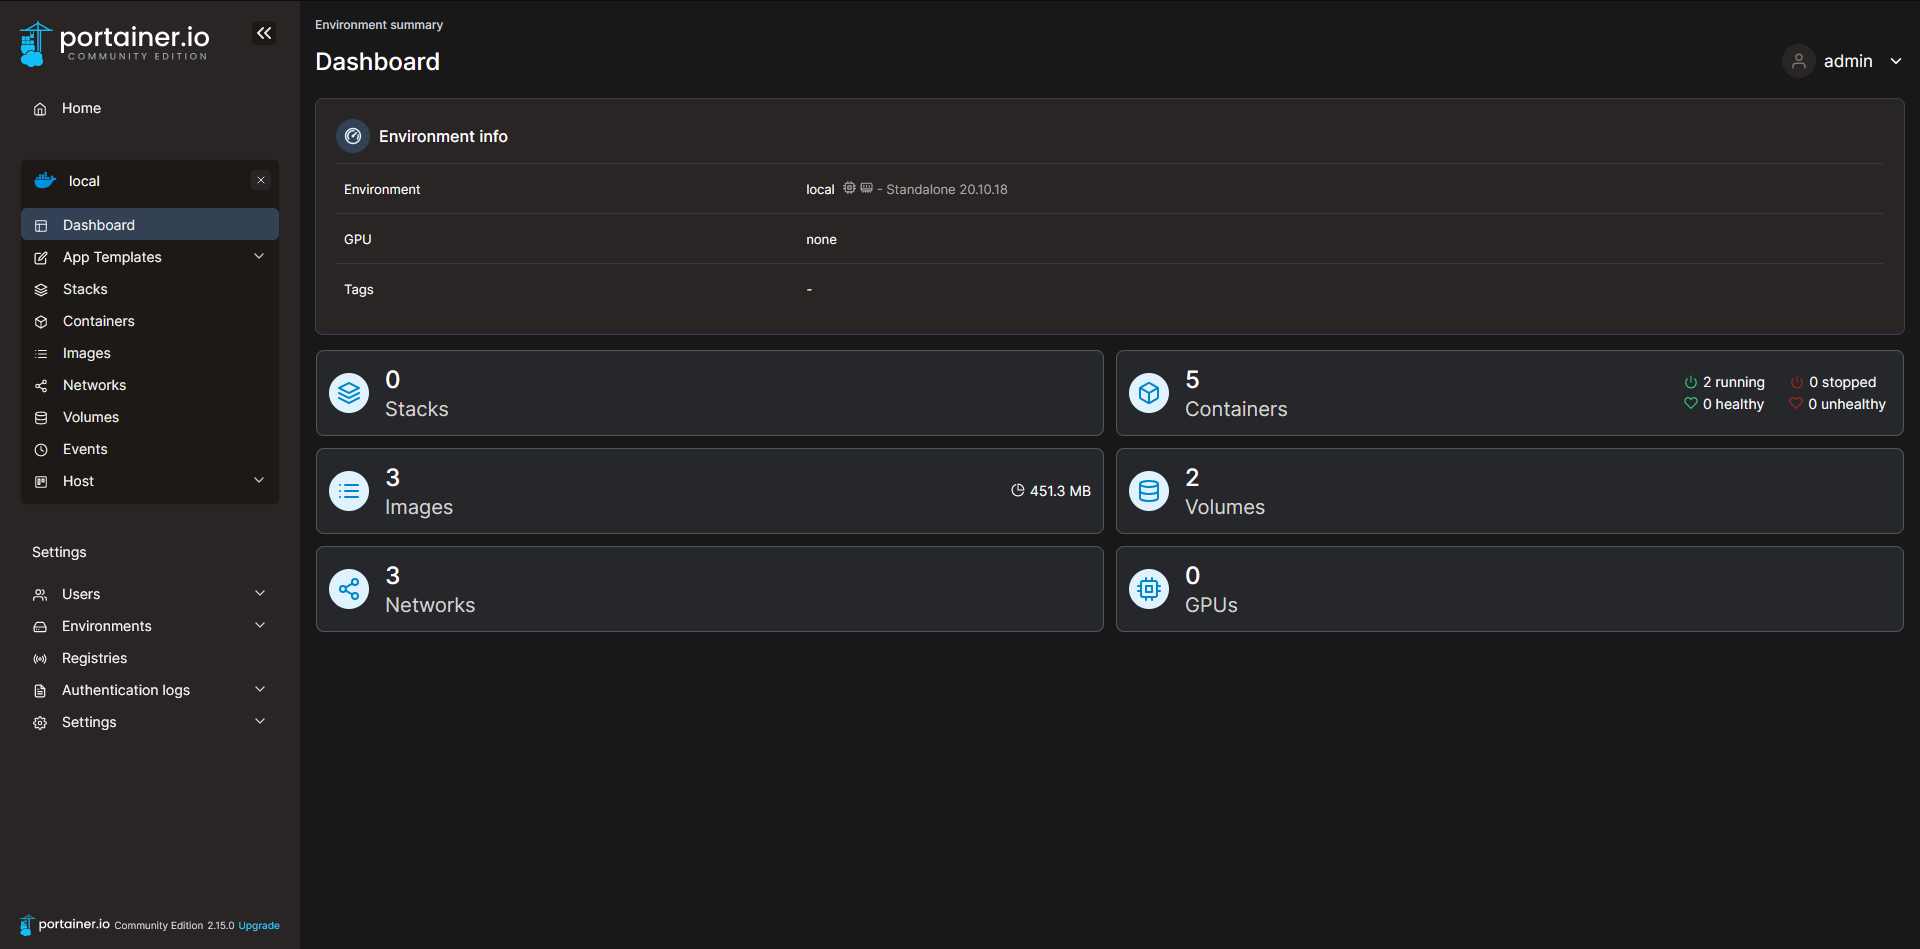 portainer.io
COMMUNITY EDITION
Home
local
Dashboard
App Templates
Stacks
Containers
Images
Networks
Volumes
Events
Host
Settings
Users
Environments
Registries
Authentication logs
Settings
portainer.io Community Edition 2.15.0 Upgrade
Environment summary
Dashboard
admin
Environment info
Environment local - Standalone 20.10.18
GPU none
Tags -
0
Stacks
5
Containers
2 running 0 stopped
0 healthy 0 unhealthy
3
Images
451.3 MB
2
Volumes
3
Networks
0
GPUs